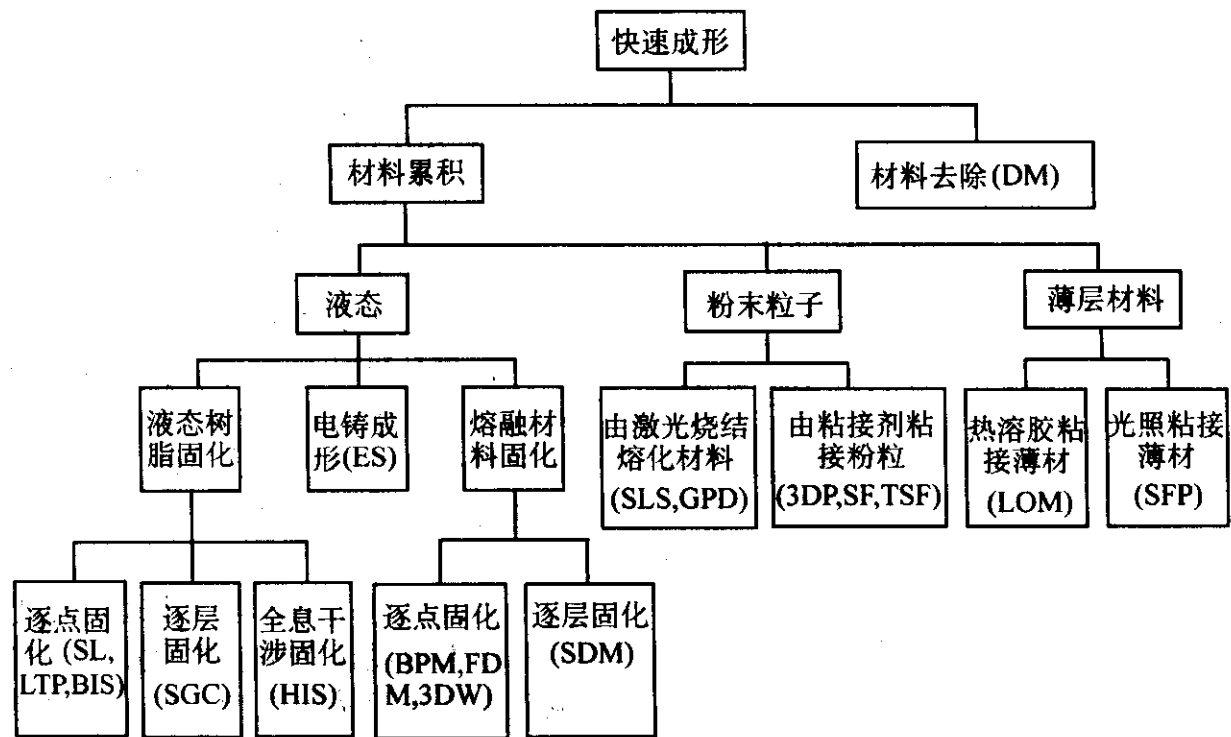 快速成形
材料累积
材料去除(DM)
液态
粉末粒子
薄层材料
液态树
脂固化
电铸成
形(ES)
熔融材
料固化
由激光烧结
熔化材料
(SLS,GPD)
由粘接剂粘
接粉粒
(3DP,SF,TSF)
热溶胶粘
接薄材
(LOM)
光照粘接
薄材
(SFP)
逐点固
化(SL,
LTP,BIS)
逐层
固化
(SGC)
全息干
涉固化
(HIS)
逐点固化
(BPM,FD
M,3DW)
逐层固化
(SDM)